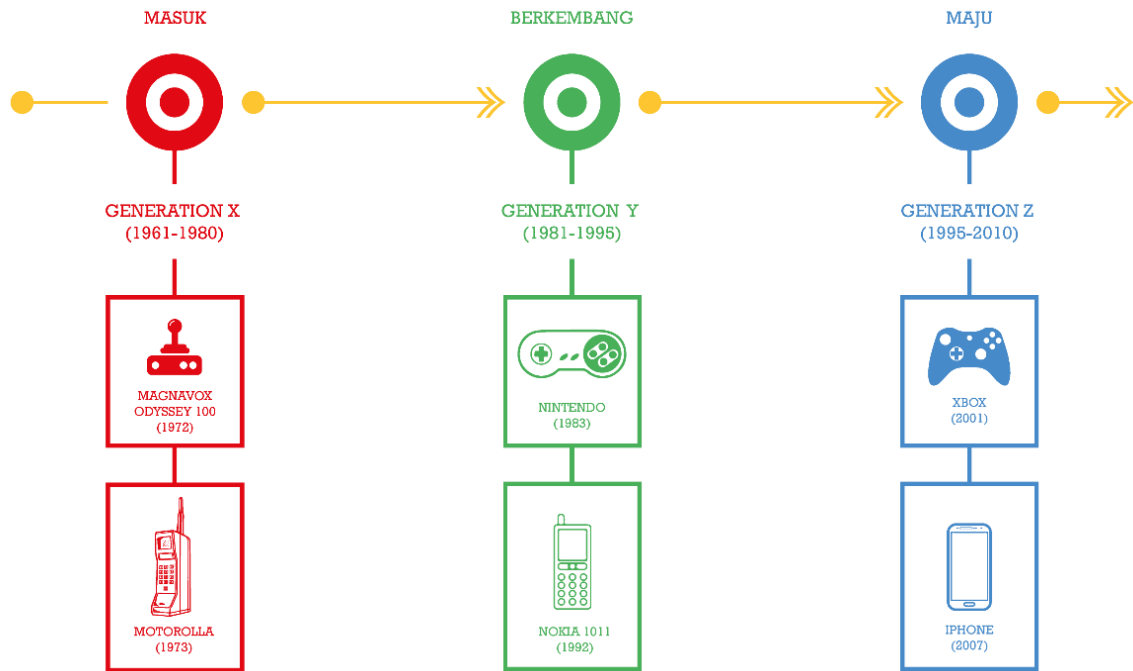 MASUK
BERKEMBANG
MAJU
GENERATION X
(1961-1980)
GENERATION Y
(1981-1995)
GENERATION Z
(1995-2010)
MAGNAVOX
ODYSSEY 100
(1972)
NINTENDO
(1983)
XBOX
(2001)
MOTOROLLA
(1973)
NOKIA 1011
(1992)
IPHONE
(2007)